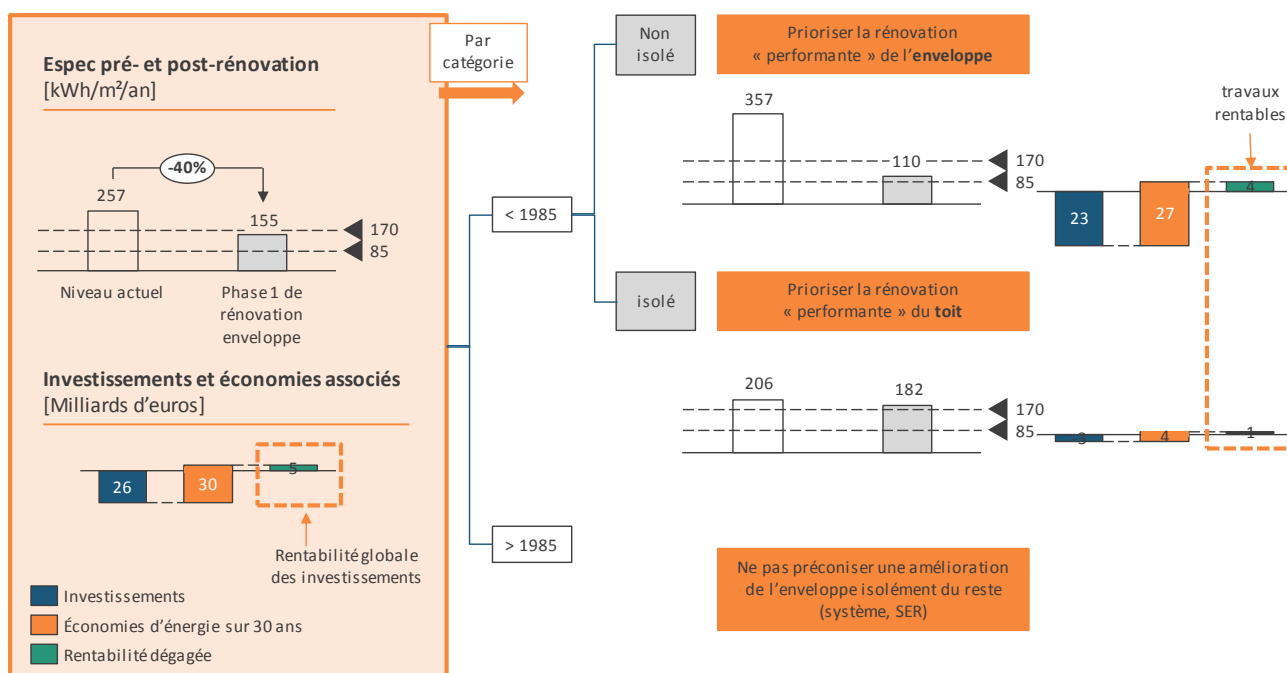 Espec pré- et post-rénovation
[kWh/m²/an]
-40%
257
155
170
85
Niveau actuel
Phase 1 de
rénovation
enveloppe
Investissements et économies associés
[Milliards d'euros]
26
30
5
Rentabilité globale
des investissements
Investissements
Économies d'énergie sur 30 ans
Rentabilité dégagée
Par
catégorie
< 1985
> 1985
Non
isolé
Prioriser la rénovation
« performante » de l'enveloppe
357
110
170
85
23
27
4
travaux
rentables
isolé
Prioriser la rénovation
« performante » du toit
206
182
170
85
3
4
1
Ne pas préconiser une amélioration
de l'enveloppe isolément du reste
(système, SER)